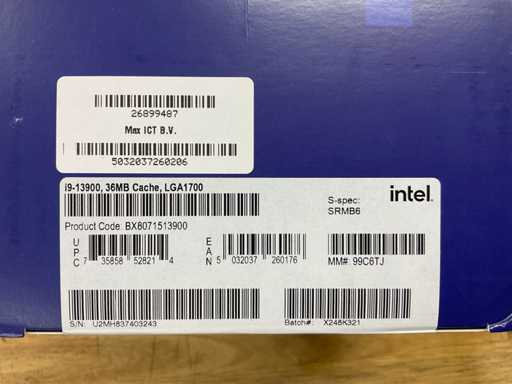 26899487
Max ICT B.V.
5032037260206
i9-13900, 36MB Cache, LGA1700
intel
S-spec:
SRMB6
Product Code: BX8071513900
UPC 7 35858 52821 4
EAN 5 032037 260176
MM#: 99C6TJ
S/N: U2MH837403243
Batch#: X248K321